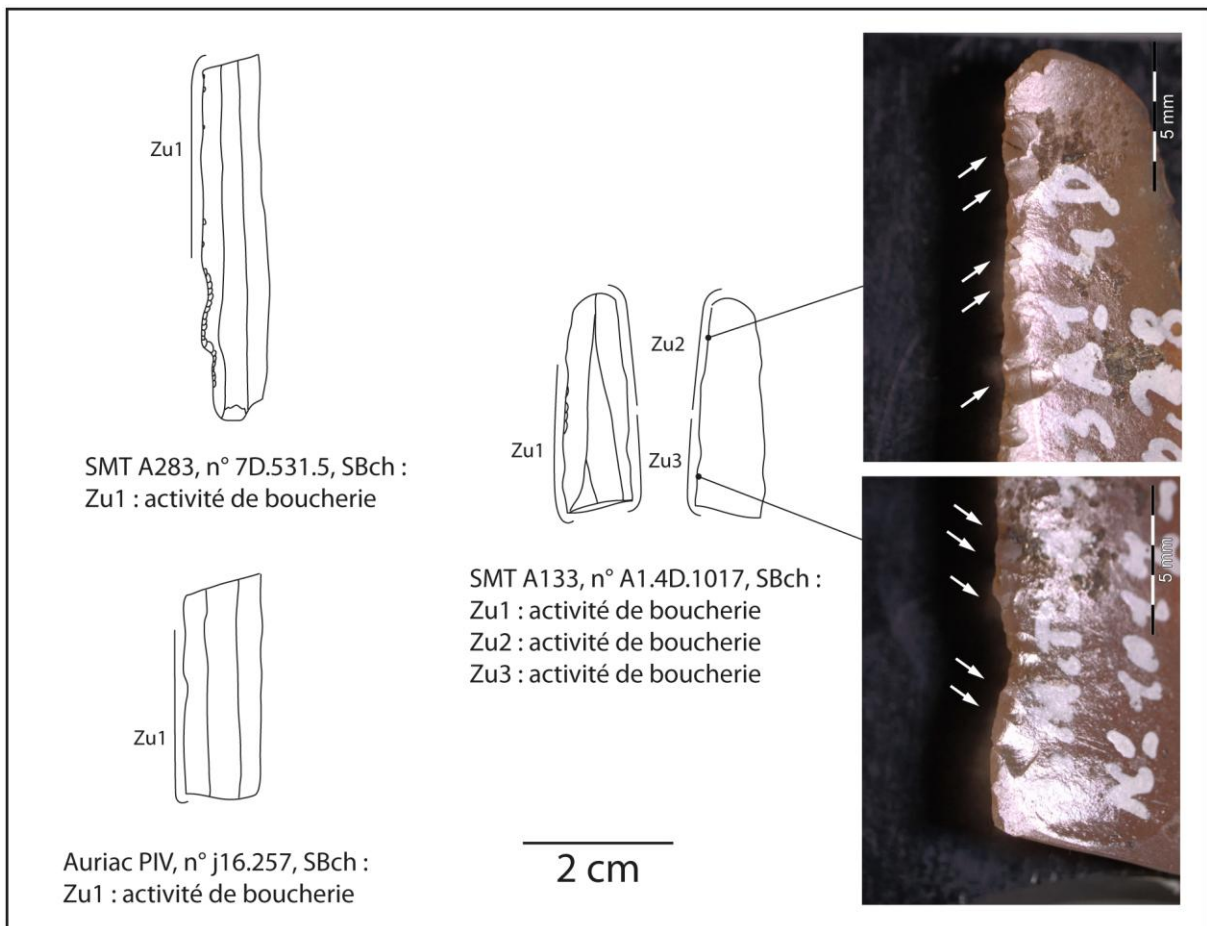 Zu1
SMT A283, n° 7D.531.5, SBch :
Zu1 : activité de boucherie
Zu1
Auriac PIV, n° j16.257, SBch :
Zu1 : activité de boucherie
Zu2
Zu1
Zu3
SMT A133, n° A1.4D.1017, SBch :
Zu1 : activité de boucherie
Zu2 : activité de boucherie
Zu3 : activité de boucherie
2 cm
5 mm
5 mm